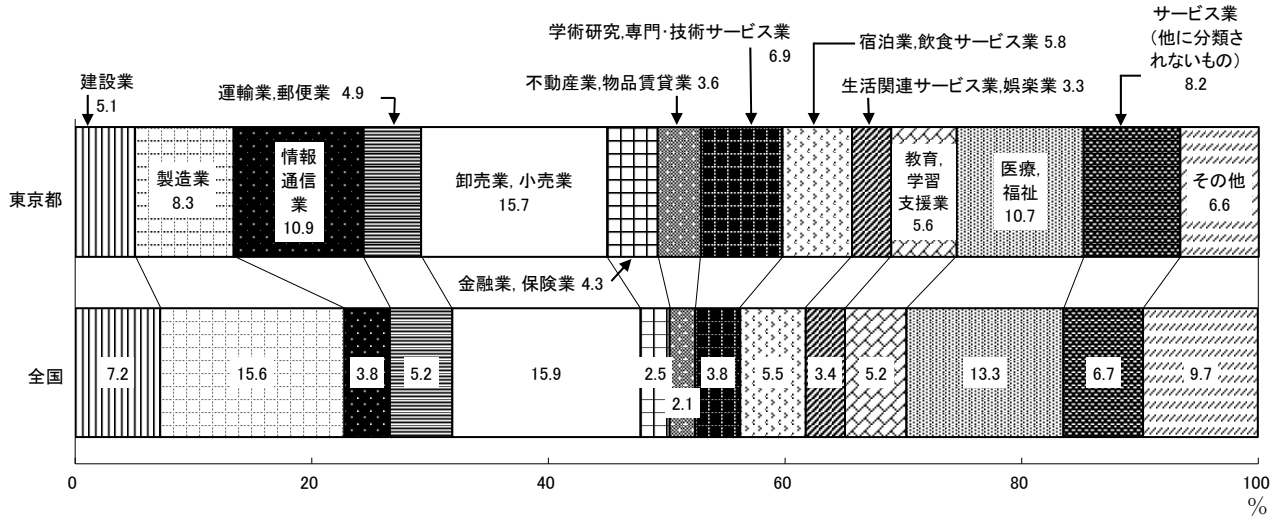 サービス業
(他に分類さ
れないもの)
8.2
学術研究,専門・技術サービス業
6.9
宿泊業,飲食サービス業 5.8
建設業
5.1
運輸業,郵便業 4.9
不動産業,物品賃貸業 3.6
生活関連サービス業,娯楽業 3.3
東京都
製造業
8.3
情報
通信
業
10.9
卸売業, 小売業
15.7
教育,
学習
支援業
5.6
医療,
福祉
10.7
その他
6.6
金融業, 保険業 4.3
全国
7.2
15.6
3.8
5.2
15.9
2.5
2.1
3.8
5.5
3.4
5.2
13.3
6.7
9.7
0
20
40
60
80
100
%